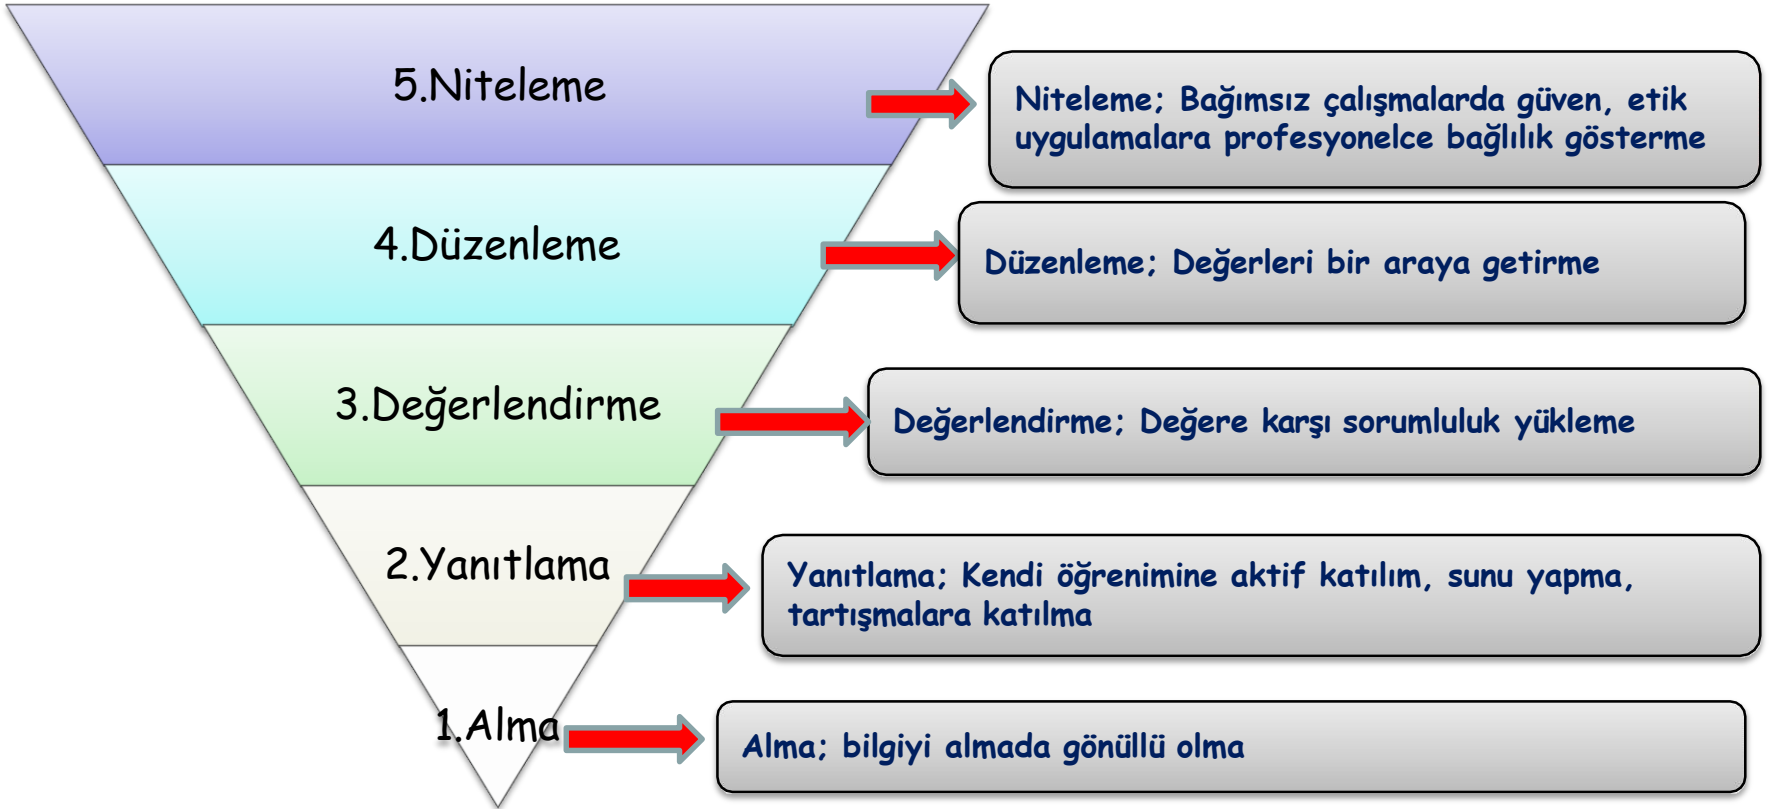 5.Niteleme
Niteleme; Bağımsız çalışmalarda güven, etik
uygulamalara profesyonelce bağlılık gösterme
4.Düzenleme
Düzenleme; Değerleri bir araya getirme
3.Değerlendirme
Değerlendirme; Değere karşı sorumluluk yükleme
2.Yanıtlama
Yanıtlama; Kendi öğrenimine aktif katılım, sunu yapma,
tartışmalara katılma
1.Alma
Alma; bilgiyi almada gönüllü olma